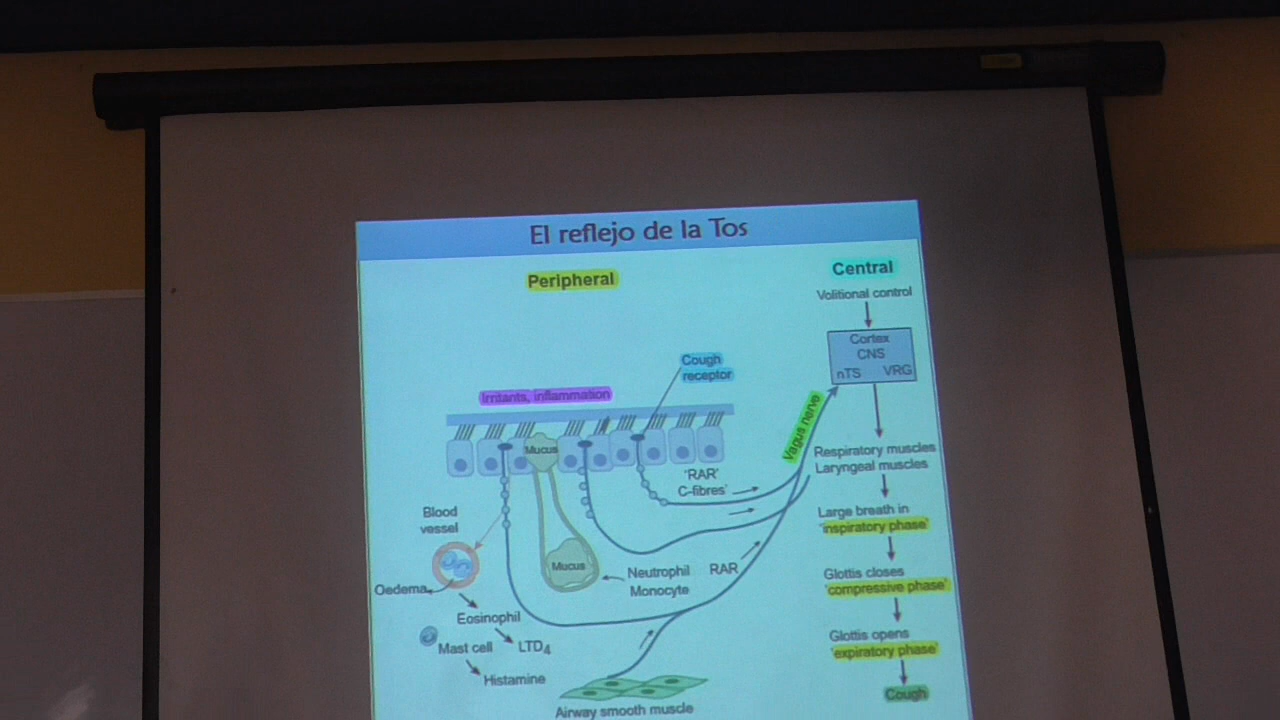 El reflejo de la Tos
Peripheral
Central
Volitional control
Cortex
CNS
nTS VRG
Cough
receptor
Irritants, inflammation
Vagus nerve
Mucus
'RAR'
C-fibres'
Respiratory muscles
Laryngeal muscles
Blood
vessel
Large breath in
'inspiratory phase'
Mucus
Neutrophil
Monocyte
RAR
Oedema
Glottis closes
'compressive phase'
Eosinophil
Mast cell
LTD4
Histamine
Glottis opens
'expiratory phase'
Cough
Airway smooth muscle